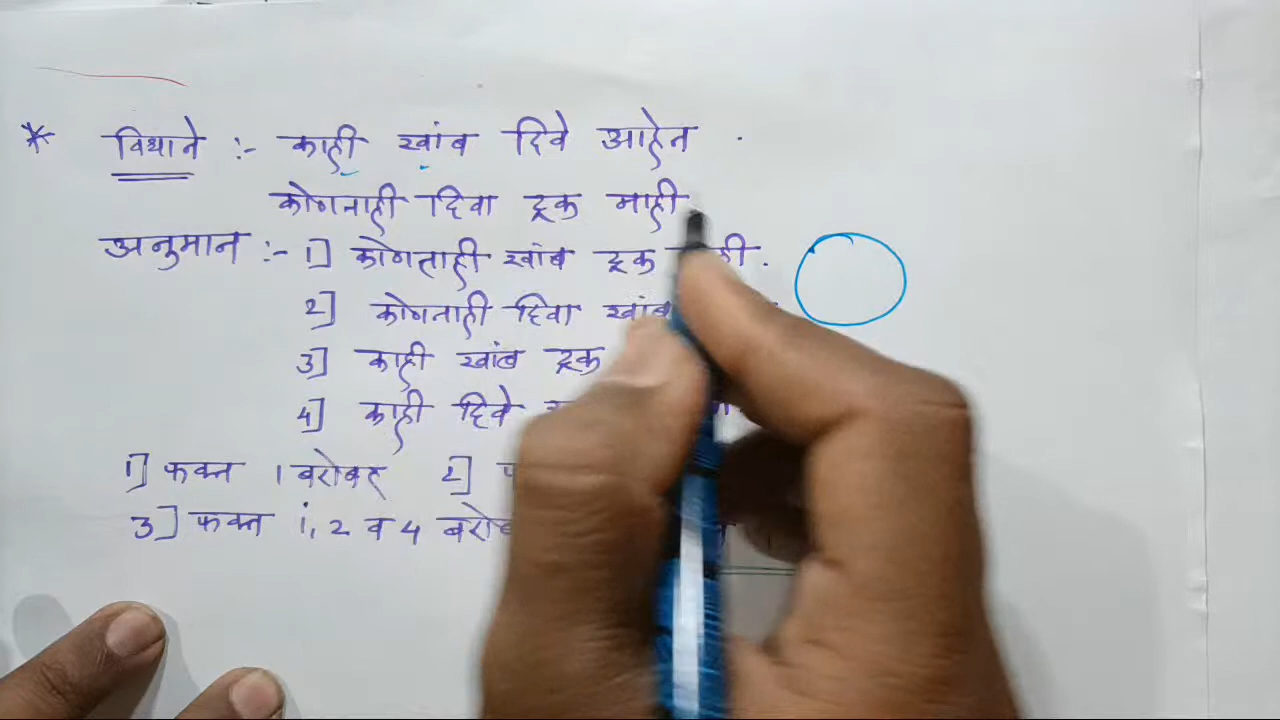 * विधाने :- काही खांब दिवे आहेत .
कोणताही दिवा ट्रक नाही
अनुमान :- 1] कोणताही खांब ट्रक
2] कोणताही दिवा खांब
3] काही खांब ट्रक
4] काही दिवे
1] फक्त 1 बरोबर 2]
3] फक्त 1, 2 व 4